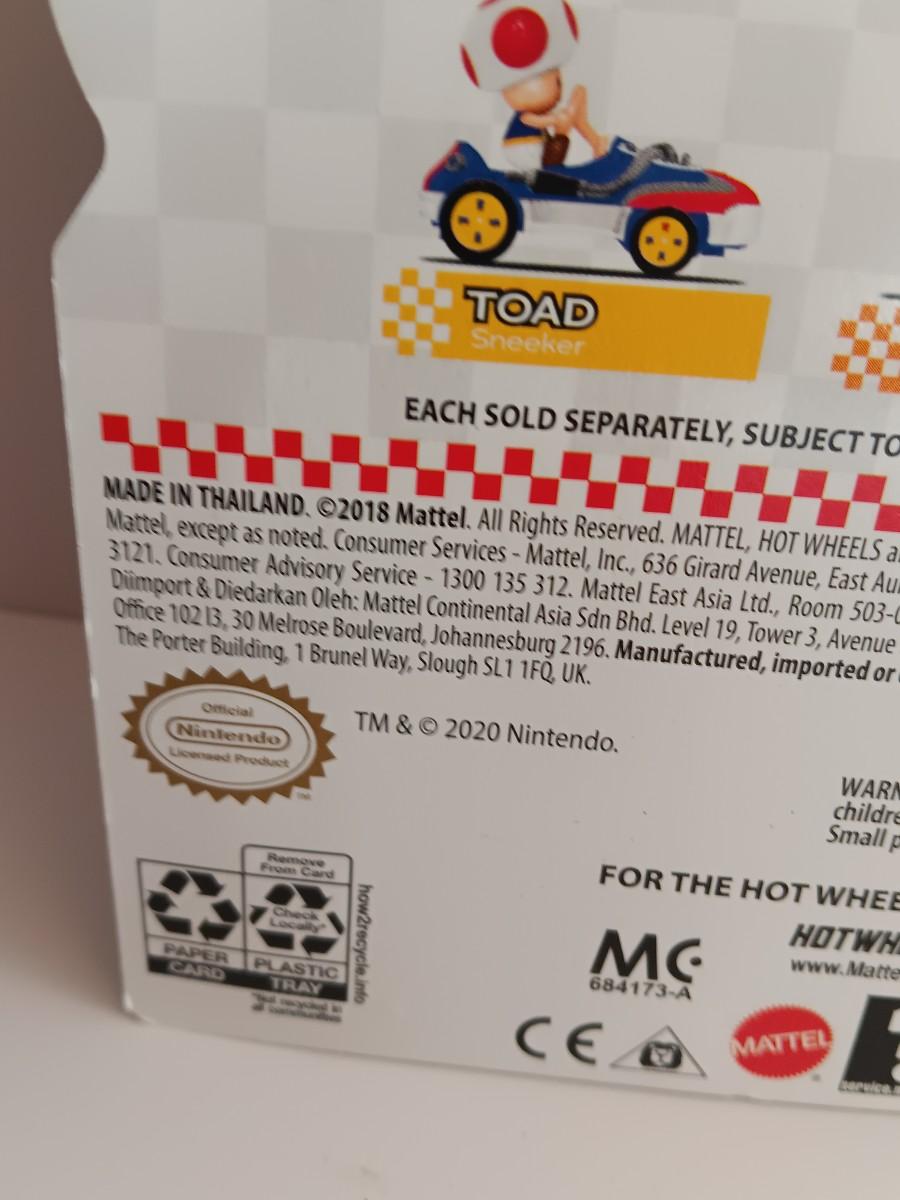 TOAD
Sneeker
EACH SOLD SEPARATELY, SUBJECT TO
MADE IN THAILAND. ©2018 Mattel. All Rights Reserved. MATTEL, HOT WHEELS a
Mattel, except as noted. Consumer Services - Mattel, Inc., 636 Girard Avenue, East Au
3121. Consumer Advisory Service - 1300 135 312. Mattel East Asia Ltd., Room 503-
Diimport & Diedarkan Oleh: Mattel Continental Asia Sdn Bhd. Level 19, Tower 3, Avenue
Office 102 I3, 30 Melrose Boulevard, Johannesburg 2196. Manufactured, imported or
The Porter Building, 1 Brunel Way, Slough SL1 1FQ, UK.
Official
Nintendo
Licensed Product
TM
TM & © 2020 Nintendo.
WARN
childre
Small p
Remove
From Card
Check
Locally*
PAPER
CARD
PLASTIC
TRAY
*Not recycled in
all communities
how2recycle.info
FOR THE HOT WHEE
MC
684173-A
HOTWH
www.Matte
CE
MATTEL
service.